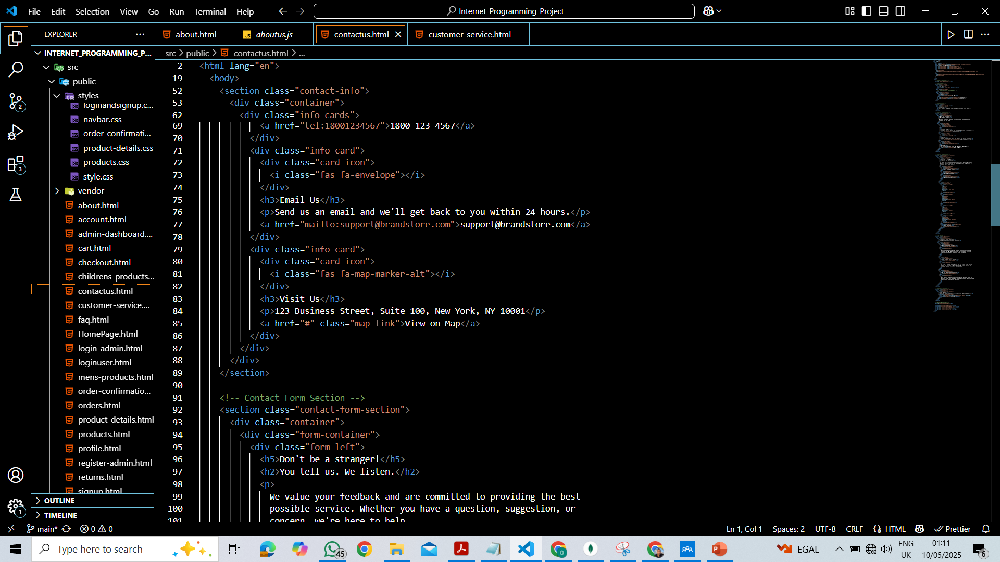 File Edit Selection View Go Run Terminal Help
Internet_Programming_Project
EXPLORER
about.html
aboutus.js
contactus.html
customer-service.html
INTERNET_PROGRAMMING_P...
src
public
styles
loginandsignup.c...
navbar.css
order-confirmati...
product-details.css
products.css
style.css
vendor
about.html
account.html
admin-dashboard....
cart.html
checkout.html
childrens-products...
contactus.html
customer-service....
faq.html
HomePage.html
login-admin.html
loginuser.html
mens-products.html
order-confirmatio...
orders.html
product-details.html
products.html
profile.html
register-admin.html
returns.html
signup.html
OUTLINE
TIMELINE
2
3
1
src > public > contactus.html > ...
2 <html lang="en">
19 <body>
52 <section class="contact-info">
53 <div class="container">
62 <div class="info-cards">
69 <a href="tel:18001234567">1800 123 4567</a>
70 </div>
71 <div class="info-card">
72 <div class="card-icon">
73 <i class="fas fa-envelope"></i>
74 </div>
75 <h3>Email Us</h3>
76 <p>Send us an email and we'll get back to you within 24 hours.</p>
77 <a href="mailto:support@brandstore.com">support@brandstore.com</a>
78 </div>
79 <div class="info-card">
80 <div class="card-icon">
81 <i class="fas fa-map-marker-alt"></i>
82 </div>
83 <h3>Visit Us</h3>
84 <p>123 Business Street, Suite 100, New York, NY 10001</p>
85 <a href="#" class="map-link">View on Map</a>
86 </div>
87 </div>
88 </div>
89 </section>
90
91 <!-- Contact Form Section -->
92 <section class="contact-form-section">
93 <div class="container">
94 <div class="form-container">
95 <div class="form-left">
96 <h5>Don't be a stranger!</h5>
97 <h2>You tell us. We listen.</h2>
98 <p>
99 We value your feedback and are committed to providing the best
100 possible service. Whether you have a question, suggestion, or
101 concern, we're here to help.
main* 0 0
Ln 1, Col 1 Spaces: 2 UTF-8 CRLF HTML Prettier
Type here to search
45
EGAL
ENG
UK
01:11
10/05/2025
6